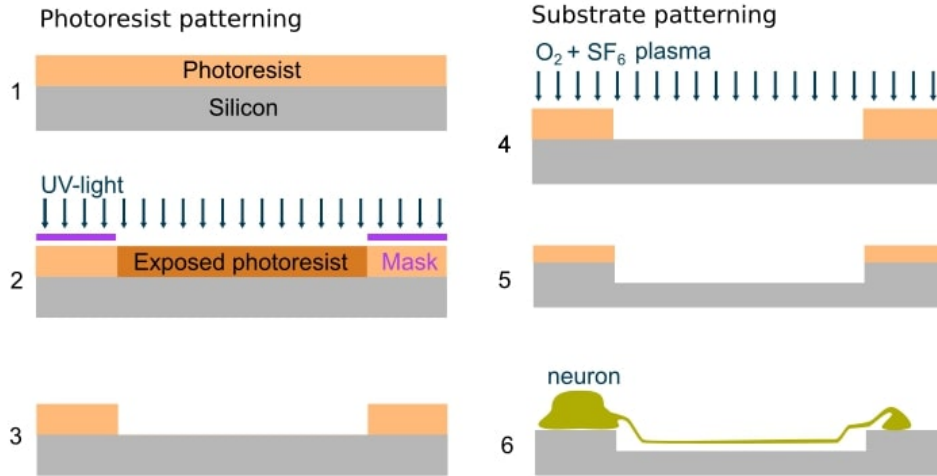 Photoresist patterning
1
Photoresist
Silicon
UV-light
2
Exposed photoresist
Mask
3
Substrate patterning
O₂ + SF₆ plasma
4
5
neuron
6